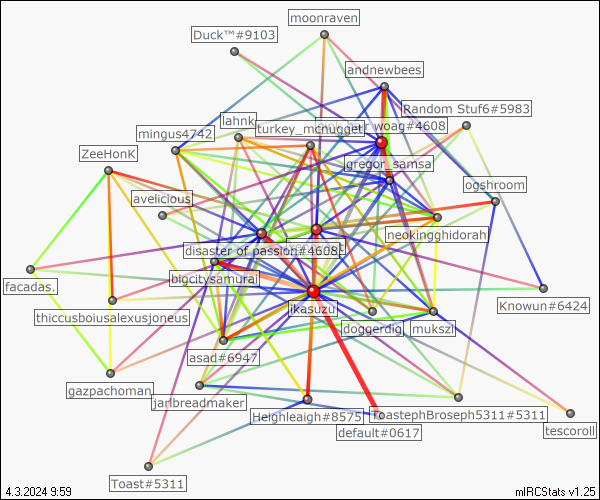 moonraven
Duck™#9103
andnewbees
Random Stuf6#5983
lahnk
turkey_mcnugget
woag#4608
mingus4742
ZeeHonK
gregor_samsa
ogshroom
avelicious
neokingghidorah
disaster of passion#4608
bigcitysamurai
facadas.
ikasuzu
Knowun#6424
thiccusboiusalexusjoneus
doggerdig
mukszi
asad#6947
gazpachoman
jarlbreadmaker
Heighleigh#8575
ToastephBroseph5311#5311
default#0617
tescoroll
Toast#5311
4.3.2024 9:59
mIRCStats v1.25